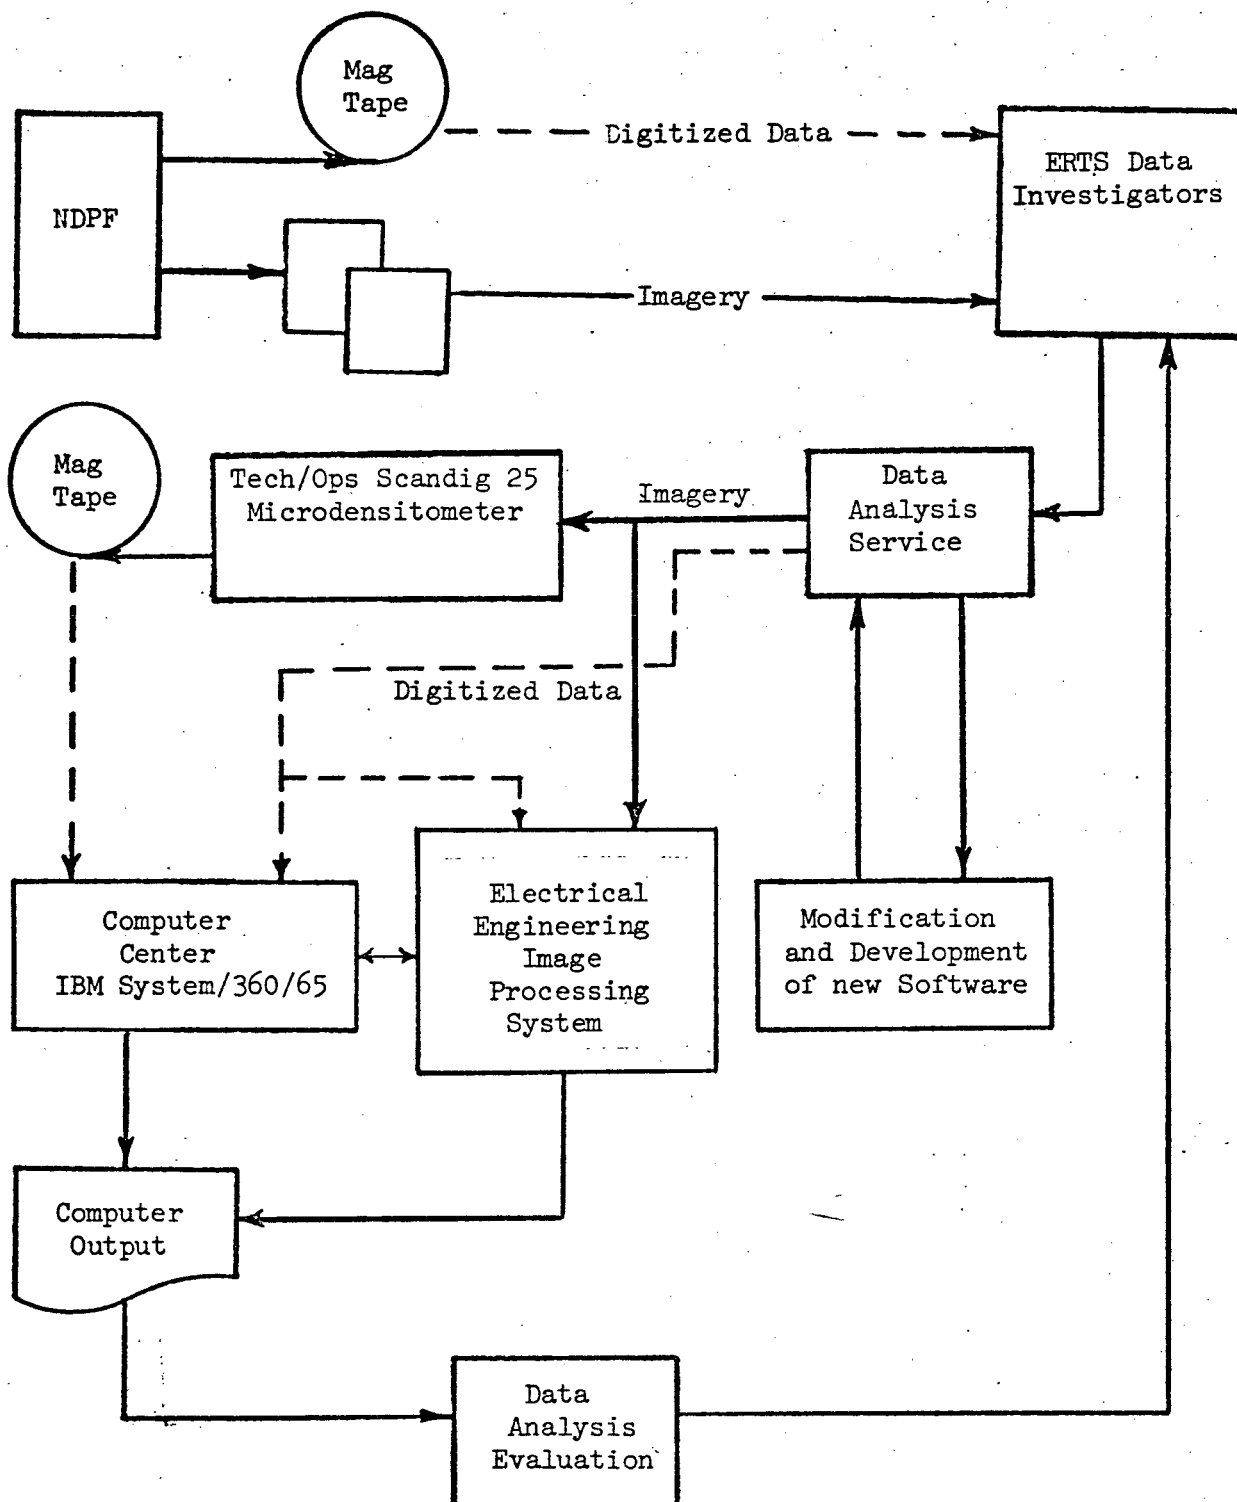 Mag
Tape
Digitized Data
NDPF
ERTS Data
Investigators
Imagery
Mag
Tape
Tech/Ops Scandig 25
Microdensitometer
Imagery
Data
Analysis
Service
Digitized Data
Computer
Center
IBM System/360/65
Electrical
Engineering
Image
Processing
System
Modification
and Development
of new Software
Computer
Output
Data
Analysis
Evaluation